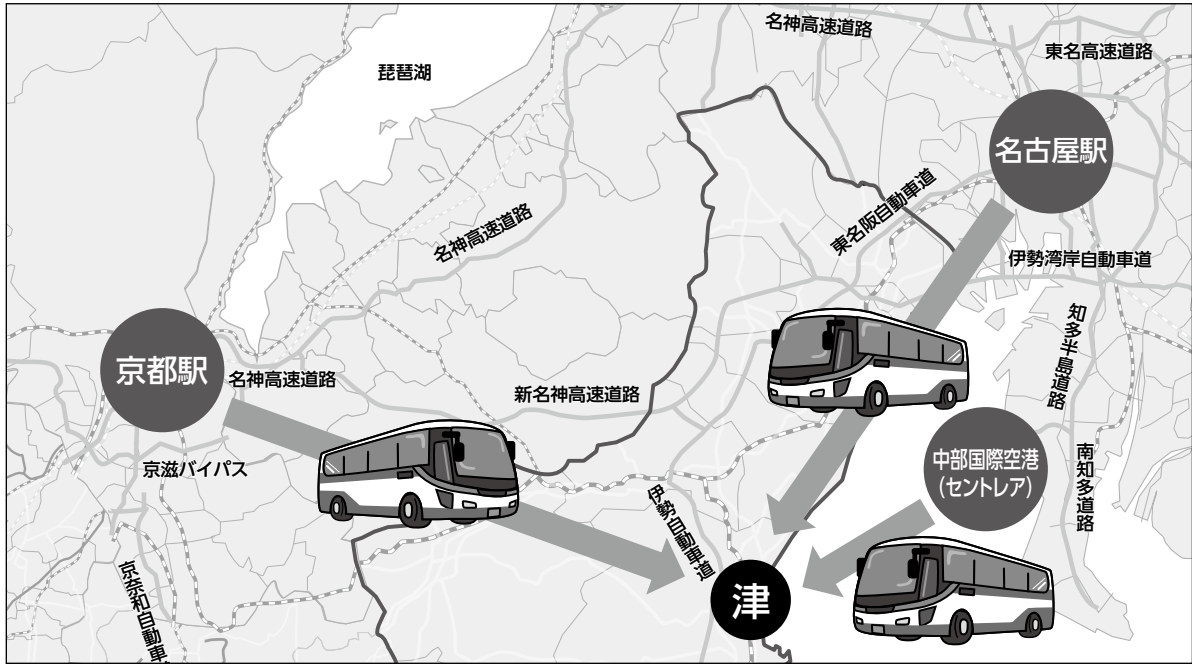 名神高速道路
東名高速道路
琵琶湖
名古屋駅
東名阪自動車道
名神高速道路
伊勢湾岸自動車道
知多半島道路
京都駅
名神高速道路
新名神高速道路
京滋バイパス
中部国際空港
(セントレア)
南知多道路
伊勢自動車道
津
京奈和自動車